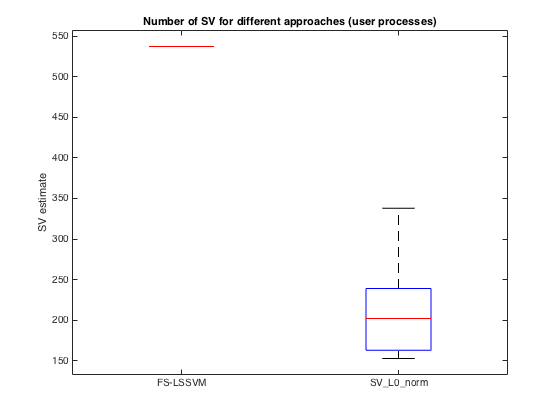 Number of SV for different approaches (user processes)
SV estimate
550
500
450
400
350
300
250
200
150
FS-LSSVM
SV_L0_norm